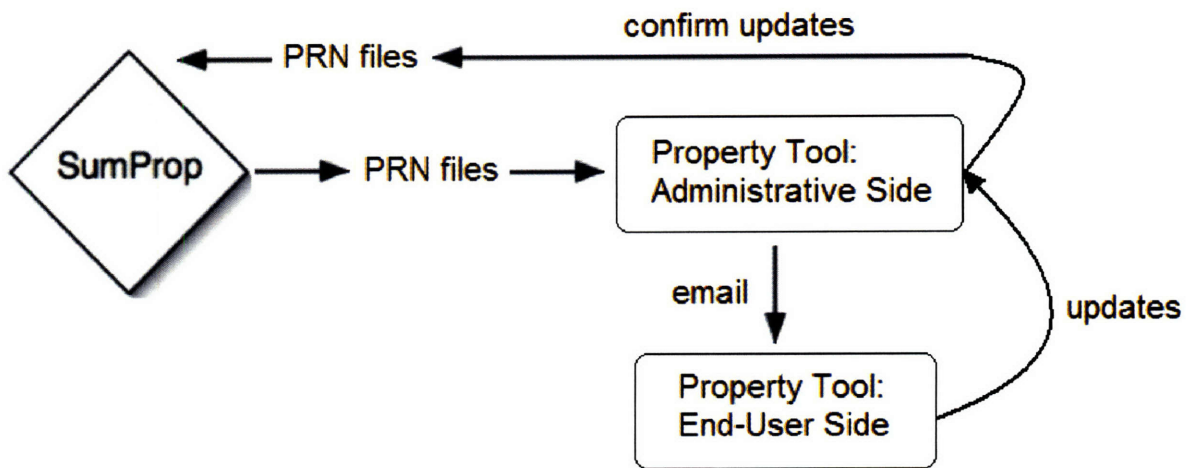 confirm updates
PRN files
SumProp
PRN files
Property Tool:
Administrative Side
email
updates
Property Tool:
End-User Side